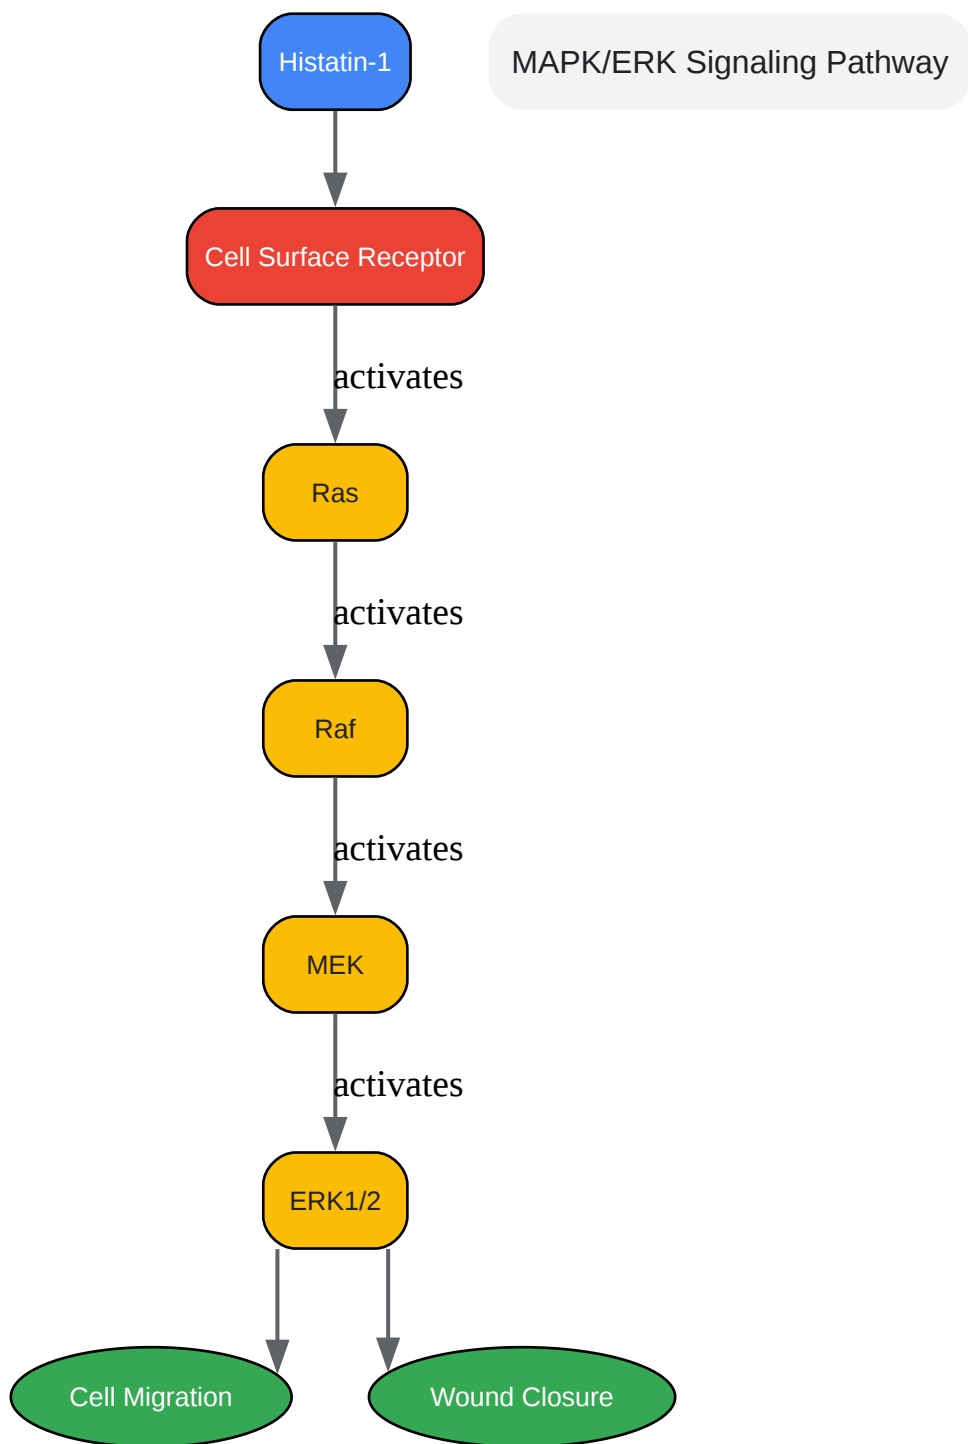 Histatin-1
MAPK/ERK Signaling Pathway
Cell Surface Receptor
activates
Ras
activates
Raf
activates
MEK
activates
ERK1/2
Cell Migration
Wound Closure